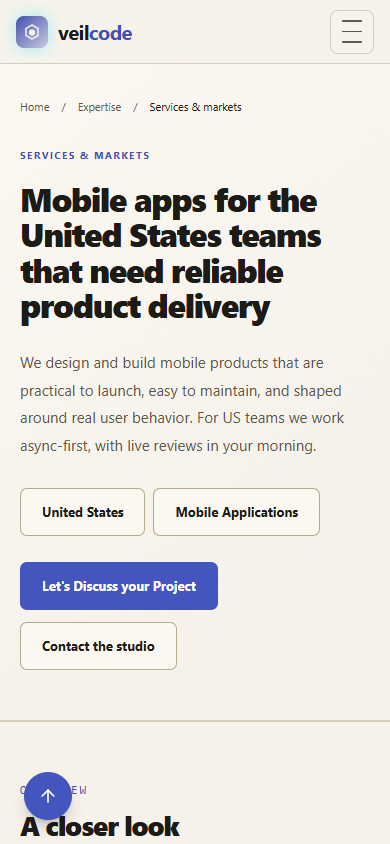 veilcode
Home / Expertise / Services & markets
SERVICES & MARKETS
Mobile apps for the
United States teams
that need reliable
product delivery
We design and build mobile products that are
practical to launch, easy to maintain, and shaped
around real user behavior. For US teams we work
async-first, with live reviews in your morning.
United States
Mobile Applications
Let's Discuss your Project
Contact the studio
A closer look